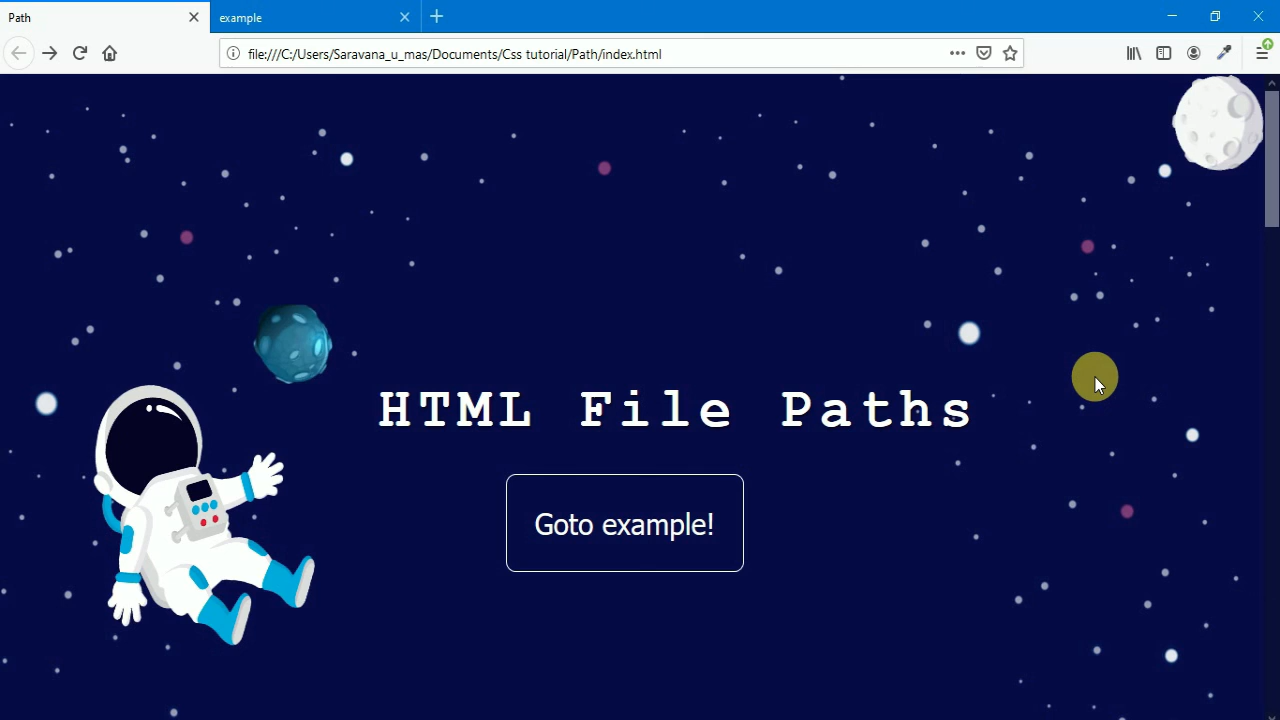 Path
example
file:///C:/Users/Saravana_u_mas/Documents/Css tutorial/Path/index.html
HTML File Paths
Goto example!